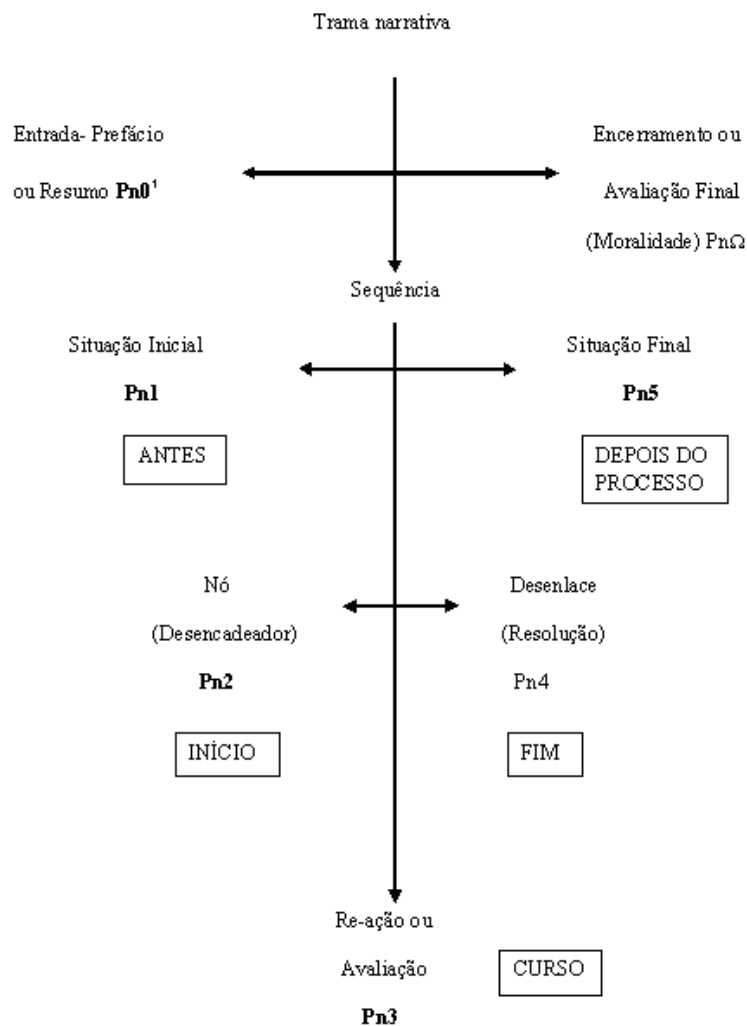 Trama narrativa
Entrada- Prefácio
ou Resumo Pn0¹
Encerramento ou
Avaliação Final
(Moralidade) PnΩ
Sequência
Situação Inicial
Pn1
ANTES
Situação Final
Pn5
DEPOIS DO
PROCESSO
Nó
(Desencadeador)
Pn2
INÍCIO
Desenlace
(Resolução)
Pn4
FIM
Re-ação ou
Avaliação
Pn3
CURSO